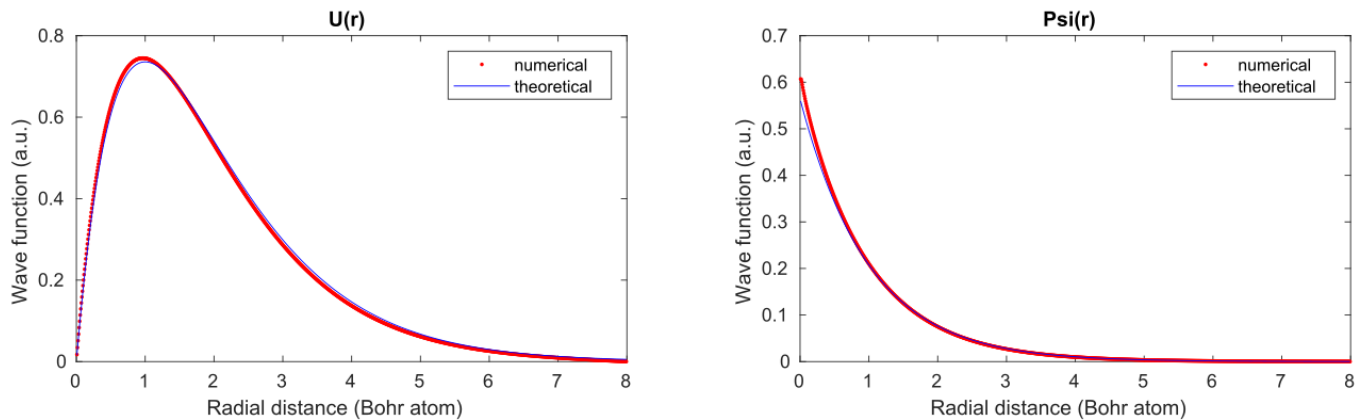 U(r)
0.8
0.6
0.4
0.2
0
Wave function (a.u.)
numerical
theoretical
0 1 2 3 4 5 6 7 8
Radial distance (Bohr atom)
Psi(r)
0.7
0.6
0.5
0.4
0.3
0.2
0.1
0
Wave function (a.u.)
numerical
theoretical
0 1 2 3 4 5 6 7 8
Radial distance (Bohr atom)